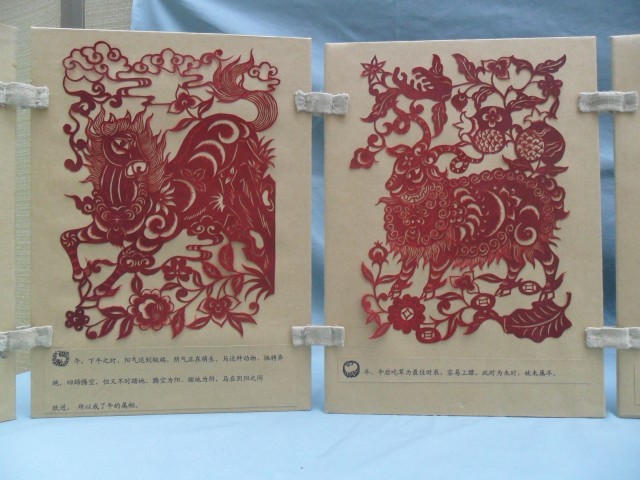 午，下午之时，阳气达到极端，阴气正在萌生，马这种动物，驰骋奔
跑，四蹄腾空，但又不时踏地。腾空为阳，踏地为阴，马在阴阳之间
跃进，所以成了午的属相。
羊，午后吃草为最佳时辰，容易上膘，此时为未时，故未属羊。